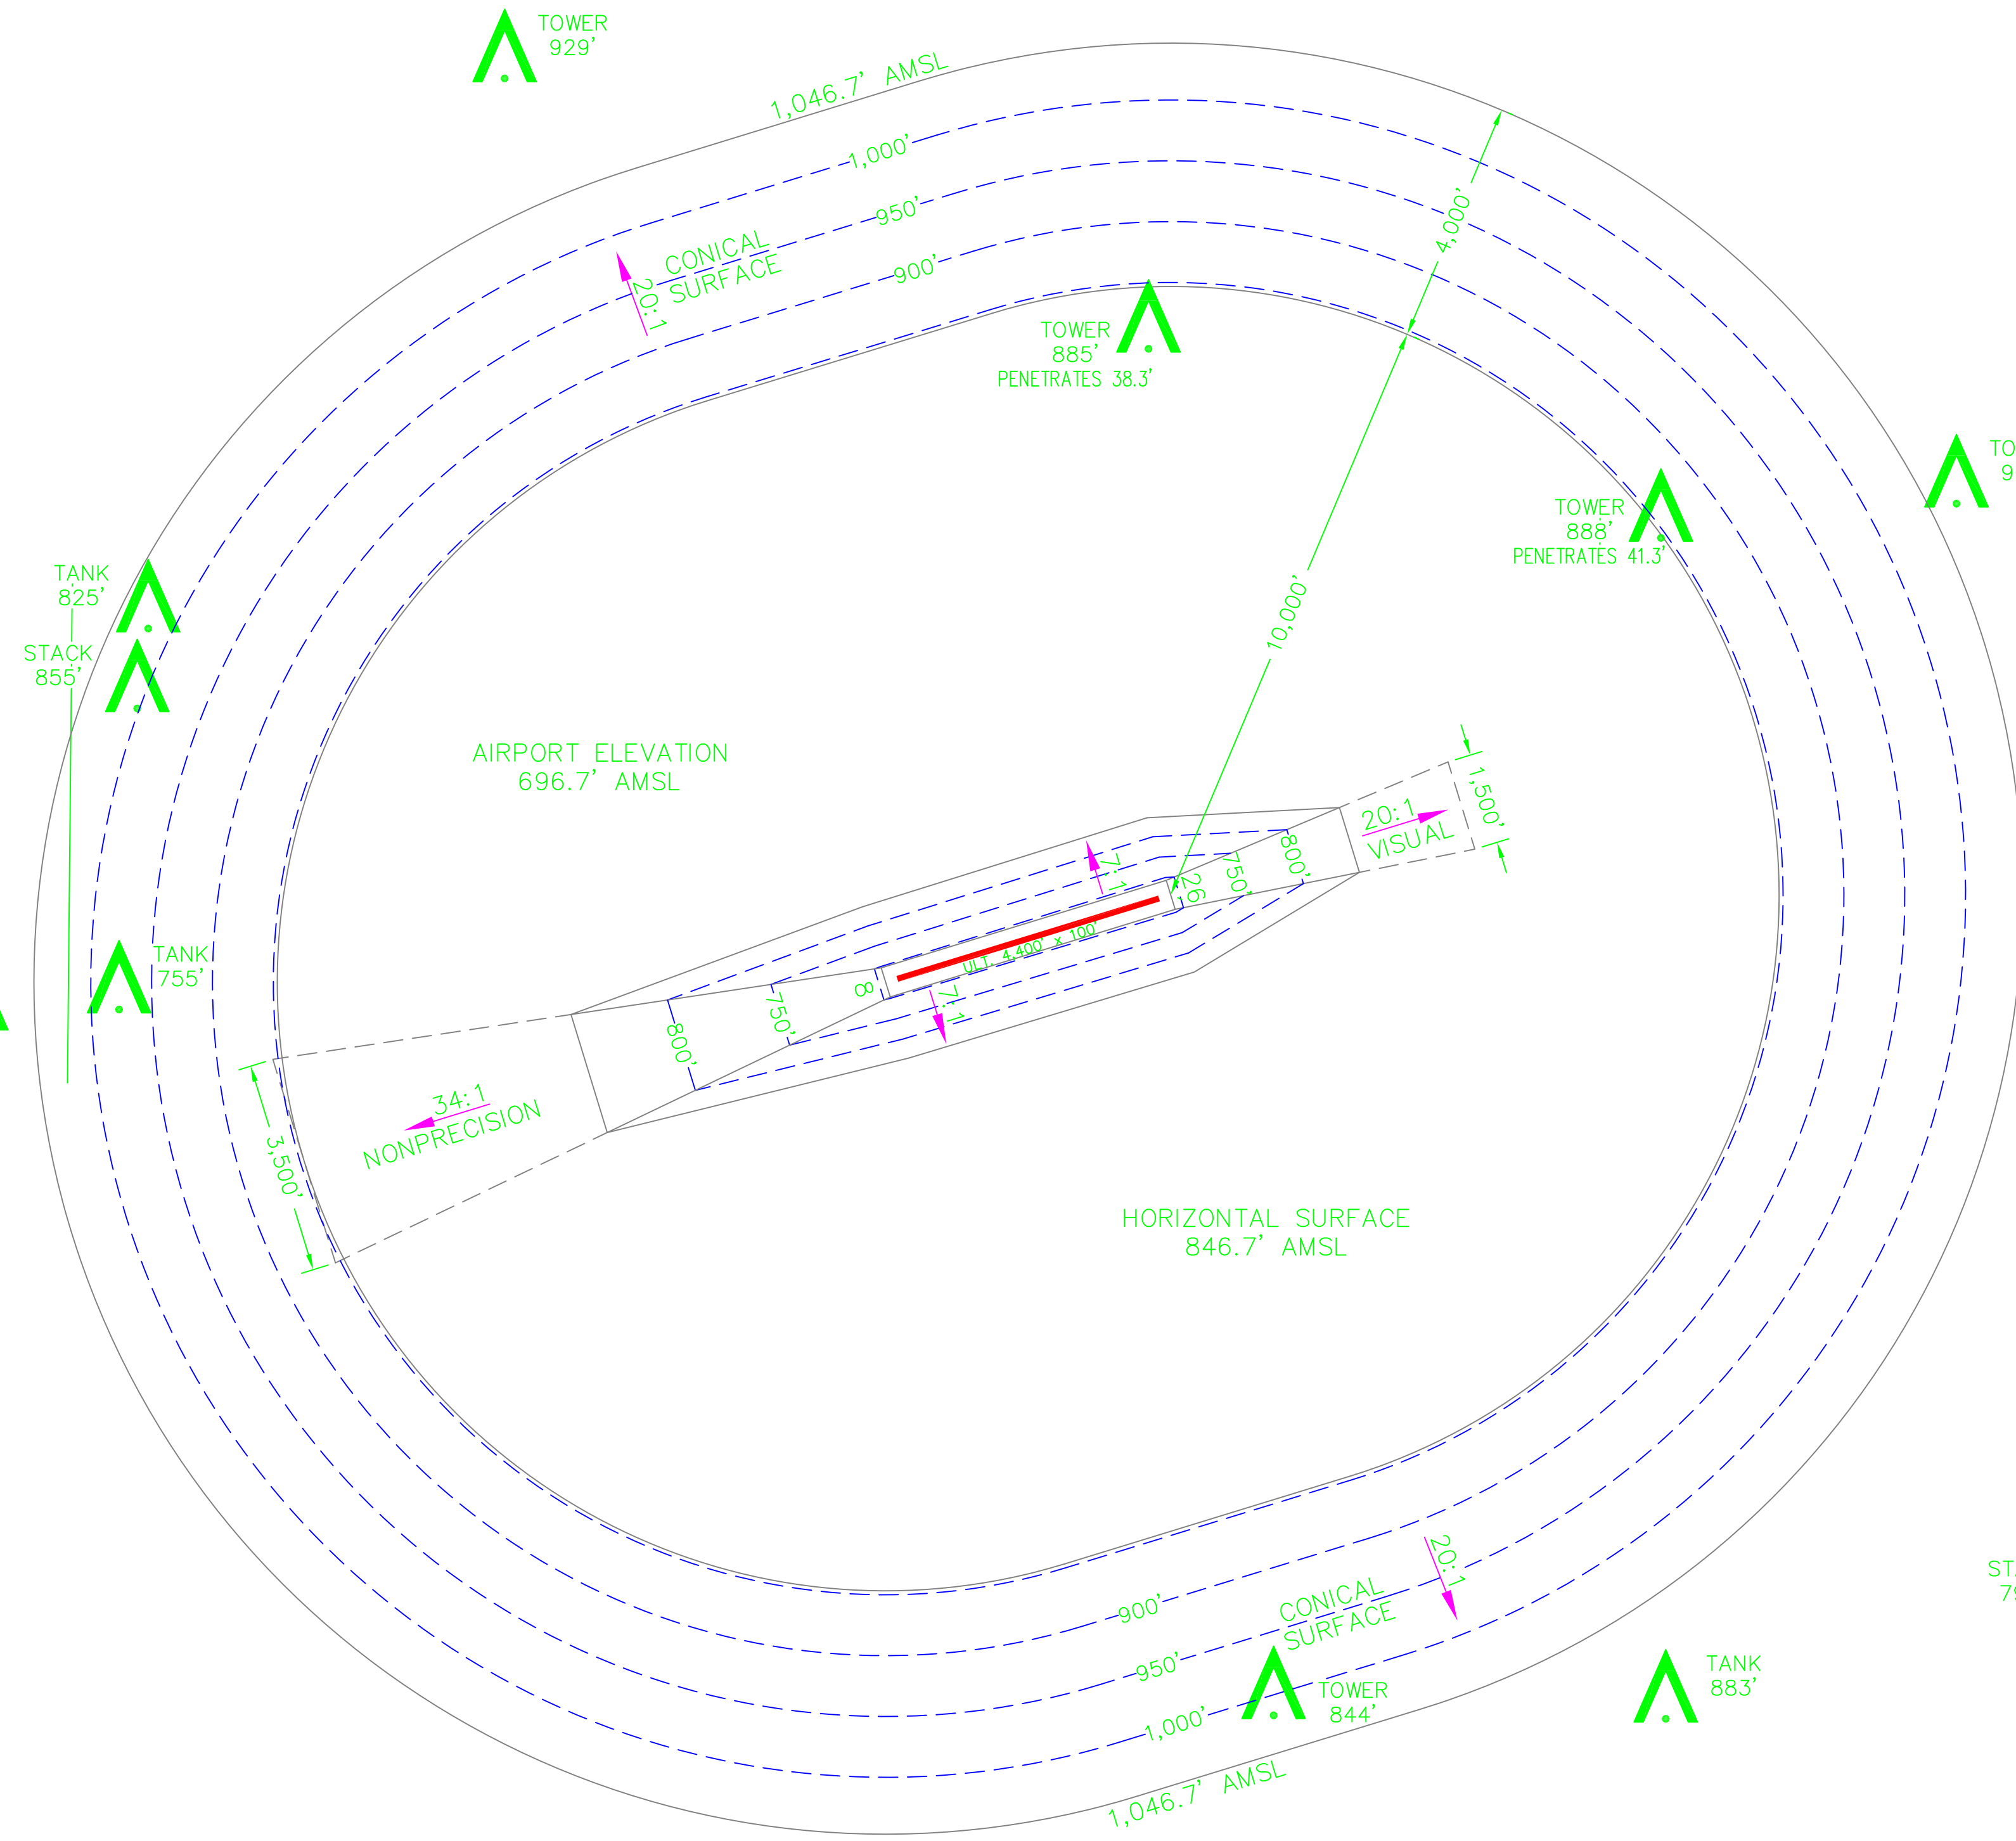 TOWER
929'
1,046.7' AMSL
1,000'
950'
900'
CONICAL
SURFACE
20:1
4,000'
TOWER
885'
PENETRATES 38.3'
TOWER
888'
PENETRATES 41.3'
10,000'
TANK
825'
STACK
855'
AIRPORT ELEVATION
696.7' AMSL
1,500'
20:1
VISUAL
800'
750'
26
7:1
ULT. 4,400' x 100'
8
7:1
TANK
755'
750'
800'
34:1
NONPRECISION
3,500'
HORIZONTAL SURFACE
846.7' AMSL
20:1
CONICAL
SURFACE
900'
950'
1,000'
TOWER
844'
TANK
883'
1,046.7' AMSL